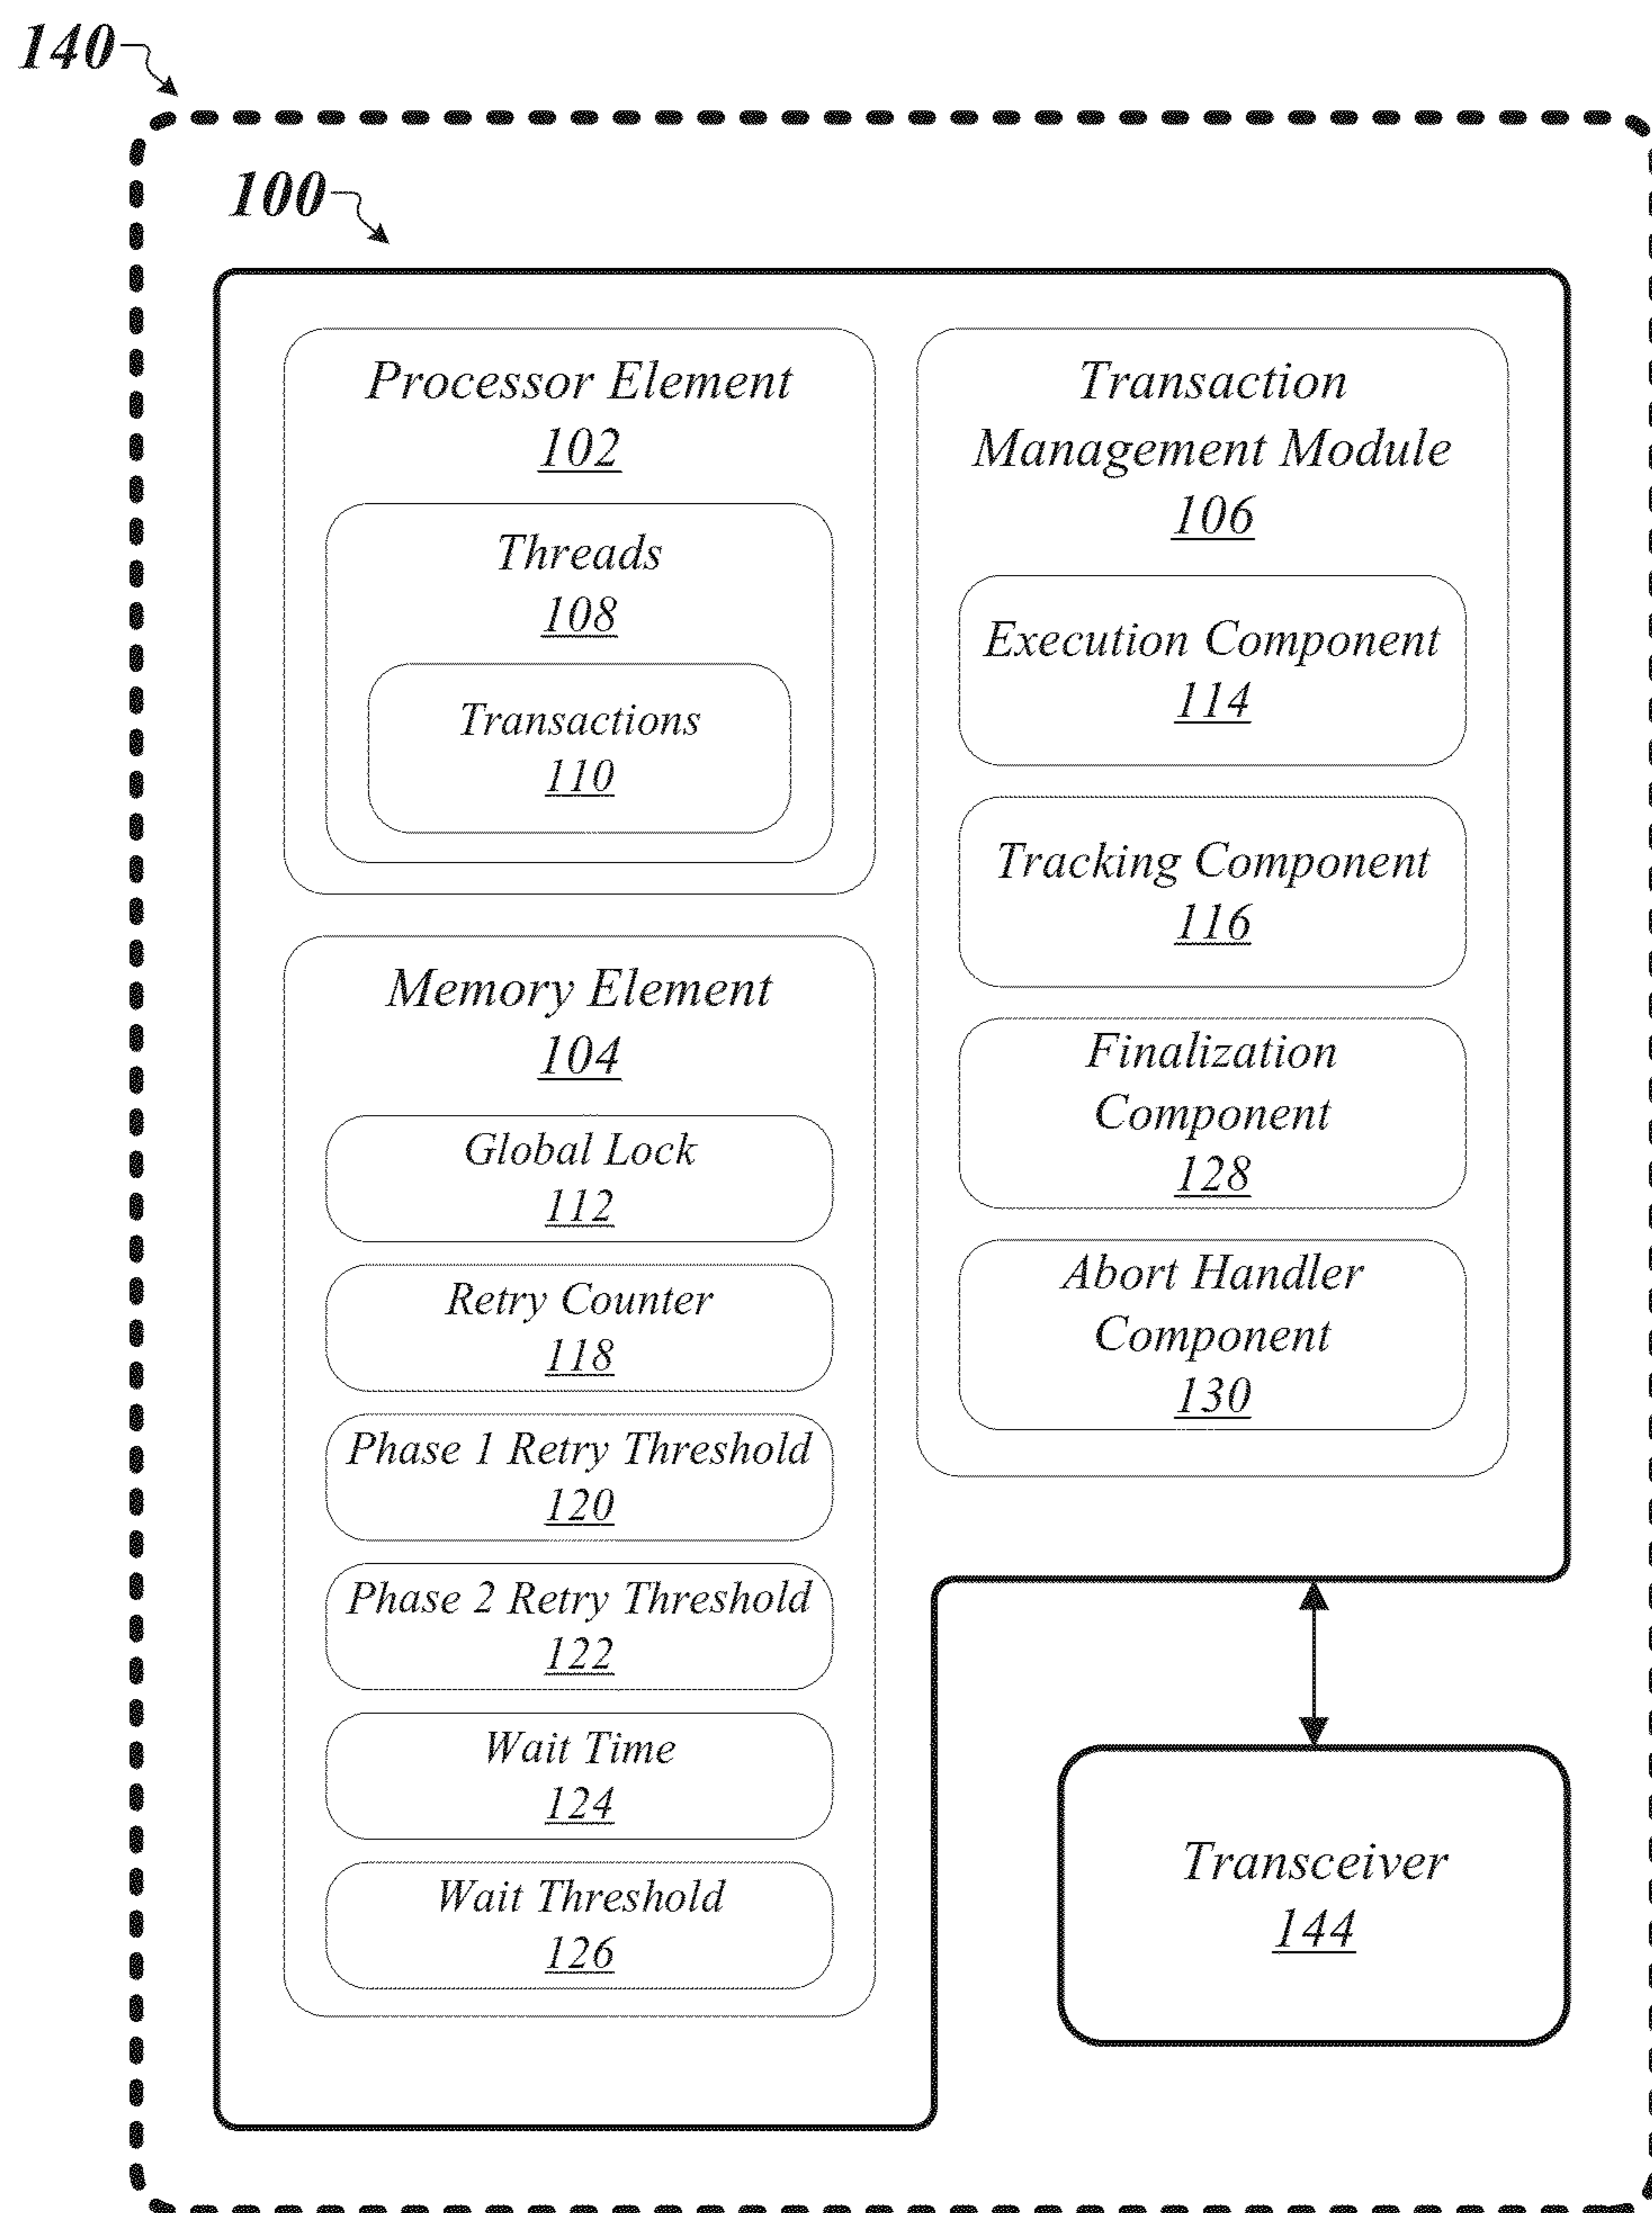 140
100
Processor Element
102
Threads
108
Transactions
110
Memory Element
104
Global Lock
112
Retry Counter
118
Phase 1 Retry Threshold
120
Phase 2 Retry Threshold
122
Wait Time
124
Wait Threshold
126
Transaction
Management Module
106
Execution Component
114
Tracking Component
116
Finalization
Component
128
Abort Handler
Component
130
Transceiver
144